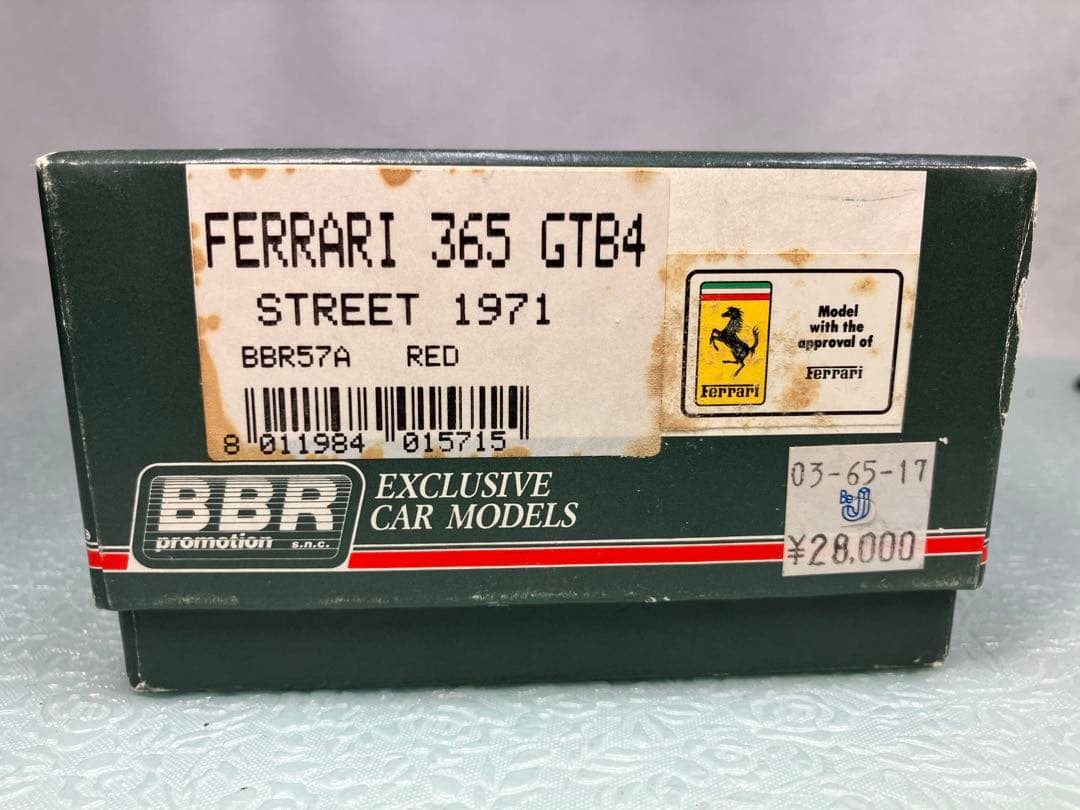 FERRARI 365 GTB4
STREET 1971
BBR57A RED
8 011984 015715
Ferrari
Model
with the
approval of
Ferrari
BBR
promotion s.n.c.
EXCLUSIVE
CAR MODELS
03-65-17
Be J
¥28,000